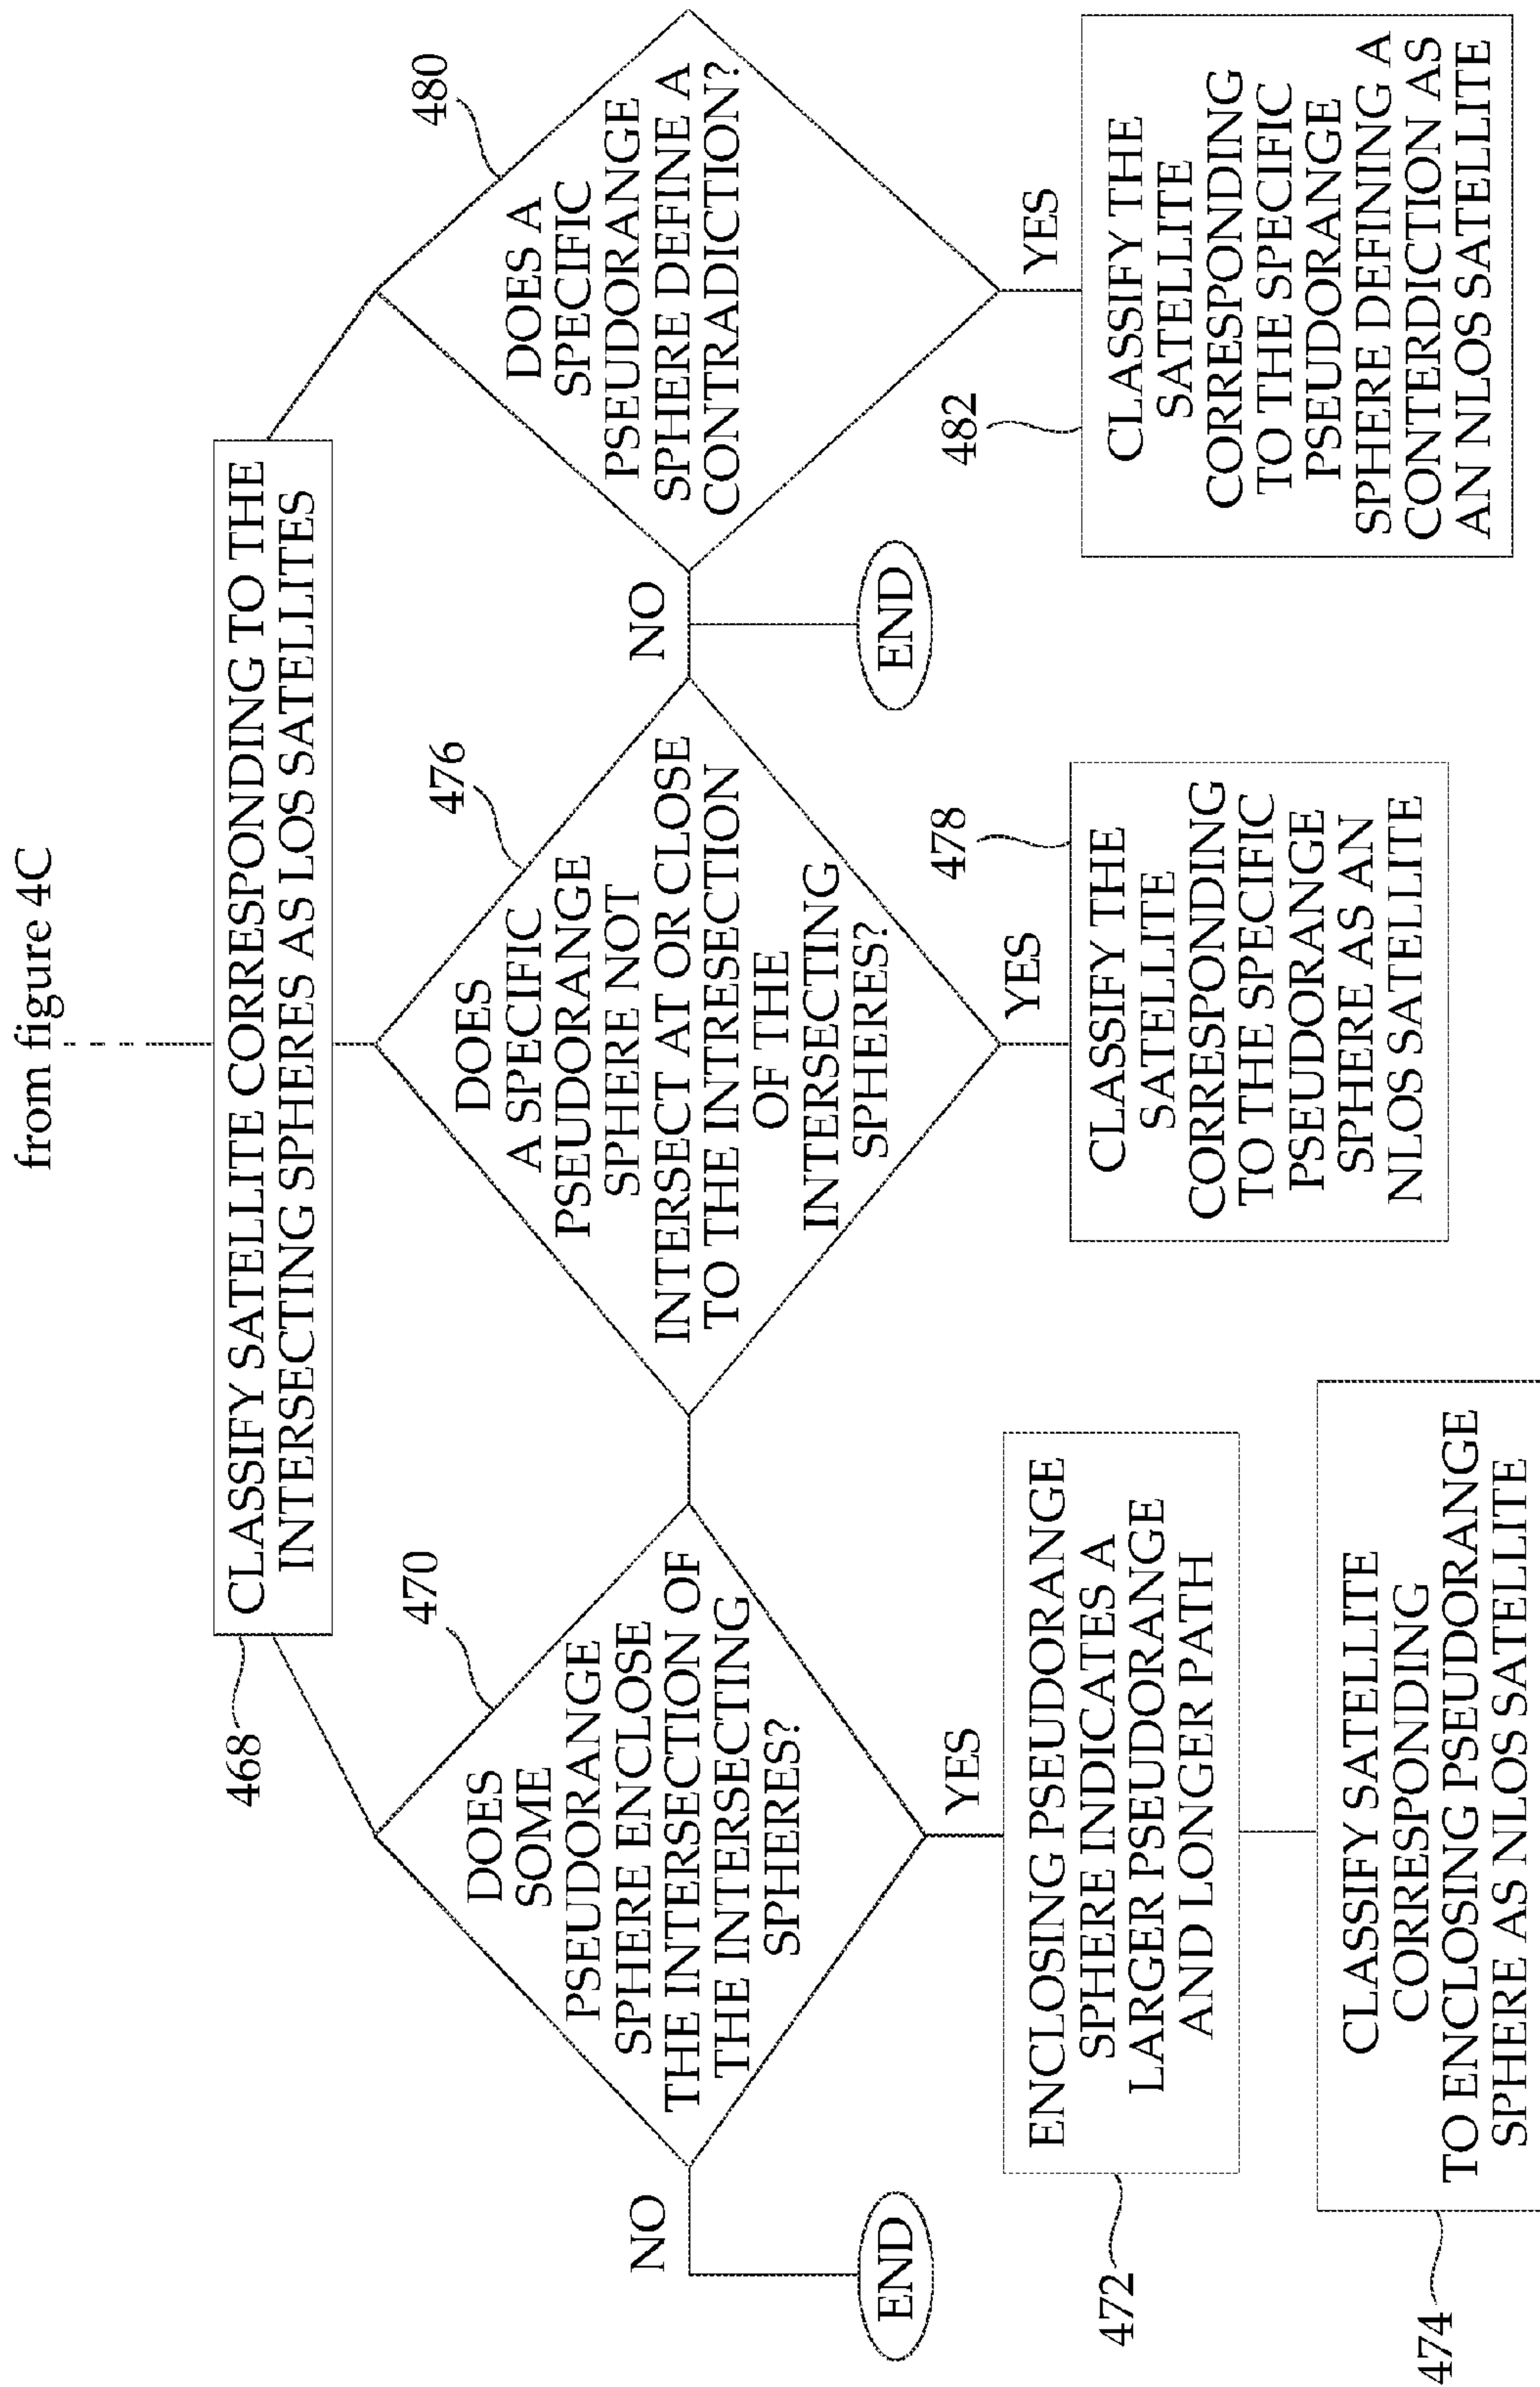 from figure 4C
468
CLASSIFY SATELLITE CORRESPONDING TO THE
INTERSECTING SPHERES AS LOS SATELLITES
470
DOES
SOME
PSEUDORANGE
SPHERE ENCLOSE
THE INTERSECTION OF
THE INTERSECTING
SPHERES?
NO
END
YES
472
ENCLOSING PSEUDORANGE
SPHERE INDICATES A
LARGER PSEUDORANGE
AND LONGER PATH
474
CLASSIFY SATELLITE
CORRESPONDING
TO ENCLOSING PSEUDORANGE
SPHERE AS NLOS SATELLITE
476
DOES
A SPECIFIC
PSEUDORANGE
SPHERE NOT
INTERSECT AT OR CLOSE
TO THE INTRESECTION
OF THE
INTERSECTING
SPHERES?
NO
END
YES
478
CLASSIFY THE
SATELLITE
CORRESPONDING
TO THE SPECIFIC
PSEUDORANGE
SPHERE AS AN
NLOS SATELLITE
480
DOES A
SPECIFIC
PSEUDORANGE
SPHERE DEFINE A
CONTRADICTION?
YES
482
CLASSIFY THE
SATELLITE
CORRESPONDING
TO THE SPECIFIC
PSEUDORANGE
SPHERE DEFINING A
CONTERDICTION AS
AN NLOS SATELLITE